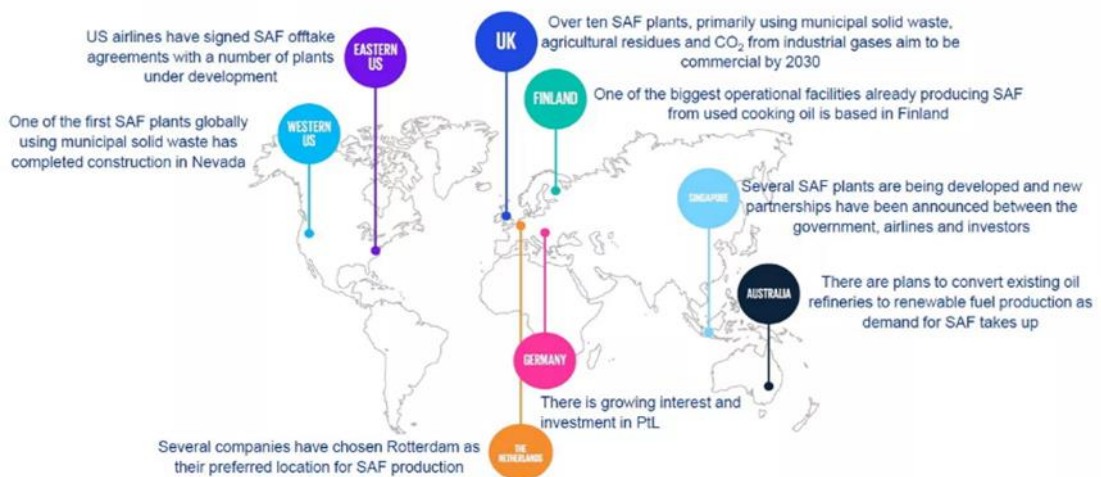 US airlines have signed SAF offtake
agreements with a number of plants
under development
EASTERN
US
UK
Over ten SAF plants, primarily using municipal solid waste,
agricultural residues and CO₂ from industrial gases aim to be
commercial by 2030
FINLAND
One of the biggest operational facilities already producing SAF
from used cooking oil is based in Finland
One of the first SAF plants globally
using municipal solid waste has
completed construction in Nevada
WESTERN
US
SINGAPORE
Several SAF plants are being developed and new
partnerships have been announced between the
government, airlines and investors
AUSTRALIA
There are plans to convert existing oil
refineries to renewable fuel production as
demand for SAF takes up
GERMANY
There is growing interest and
investment in PtL
Several companies have chosen Rotterdam as
their preferred location for SAF production
THE
NETHERLANDS